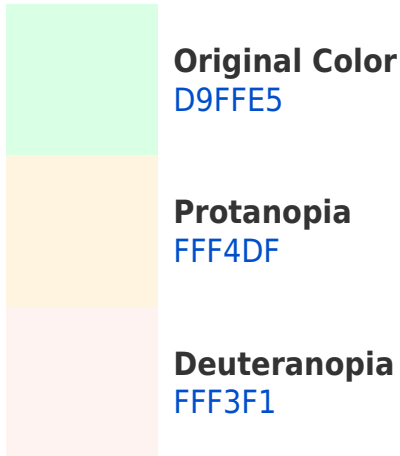 Original Color
D9FFE5
Protanopia
FFF4DF
Deuteranopia
FFF3F1